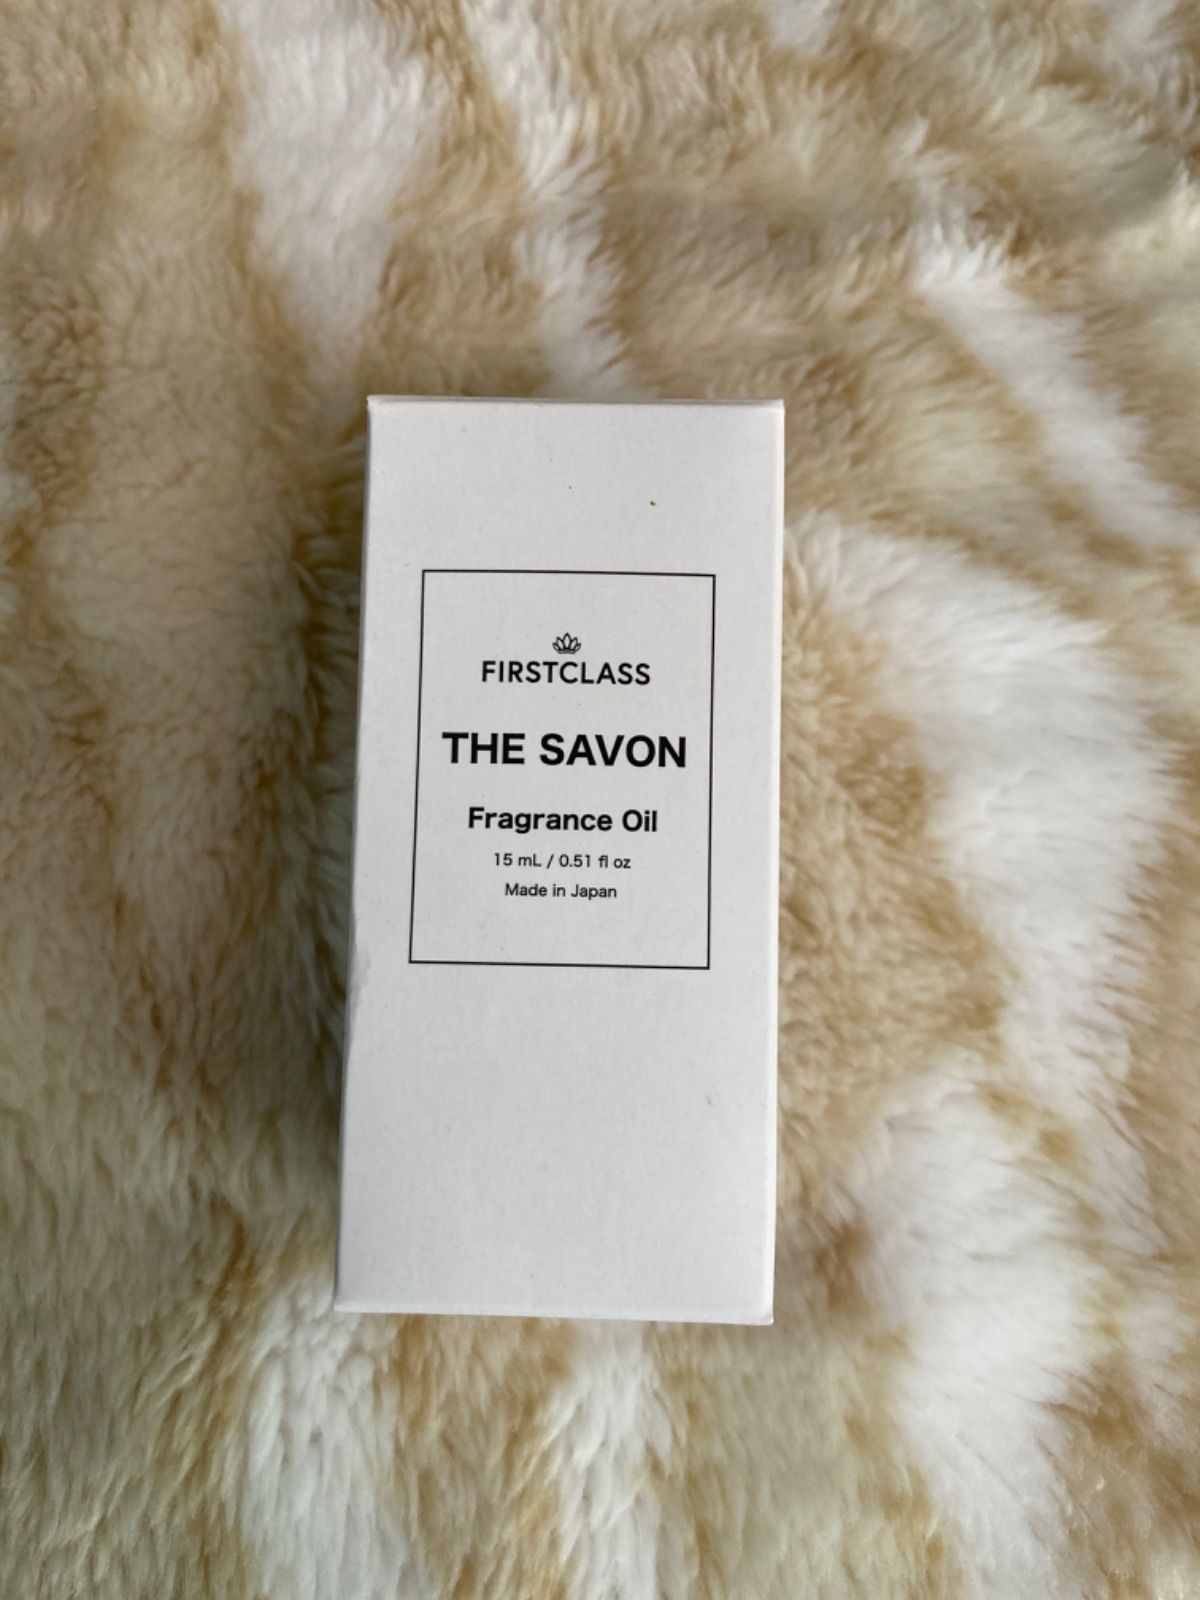 FIRSTCLASS
THE SAVON
Fragrance Oil
15 mL / 0.51 fl oz
Made in Japan